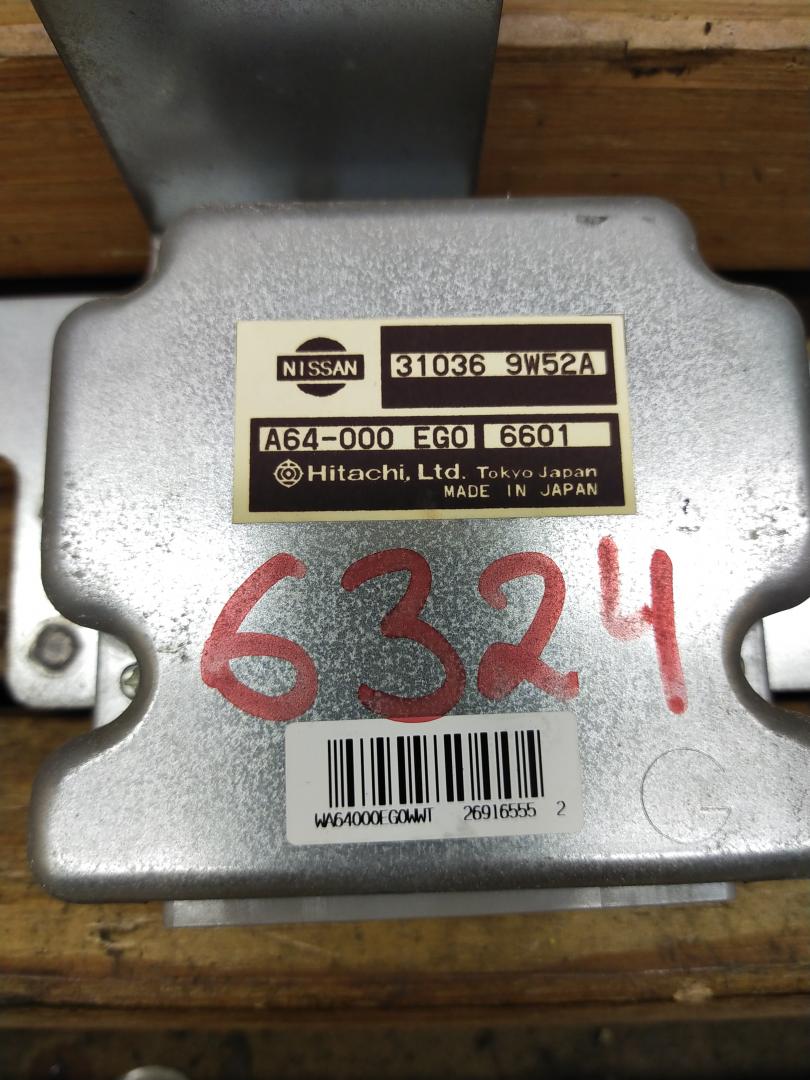 NISSAN
31036 9W52A
A64-000 EG0 6601
Hitachi, Ltd. Tokyo Japan
MADE IN JAPAN
6324
WA64000EG0WWT 26916555 2
G